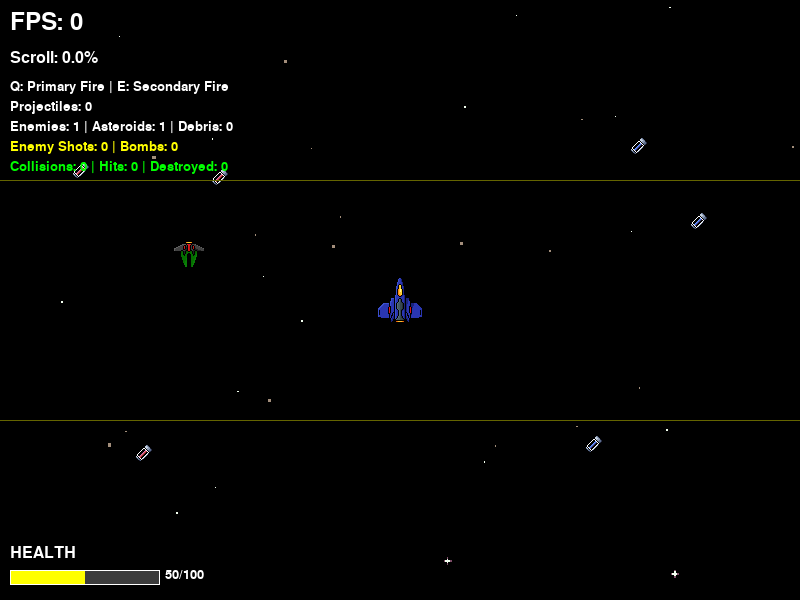 FPS: 0
Scroll: 0.0%
Q: Primary Fire | E: Secondary Fire
Projectiles: 0
Enemies: 1 | Asteroids: 1 | Debris: 0
Enemy Shots: 0 | Bombs: 0
Collisions: 0 | Hits: 0 | Destroyed: 0
HEALTH
50/100